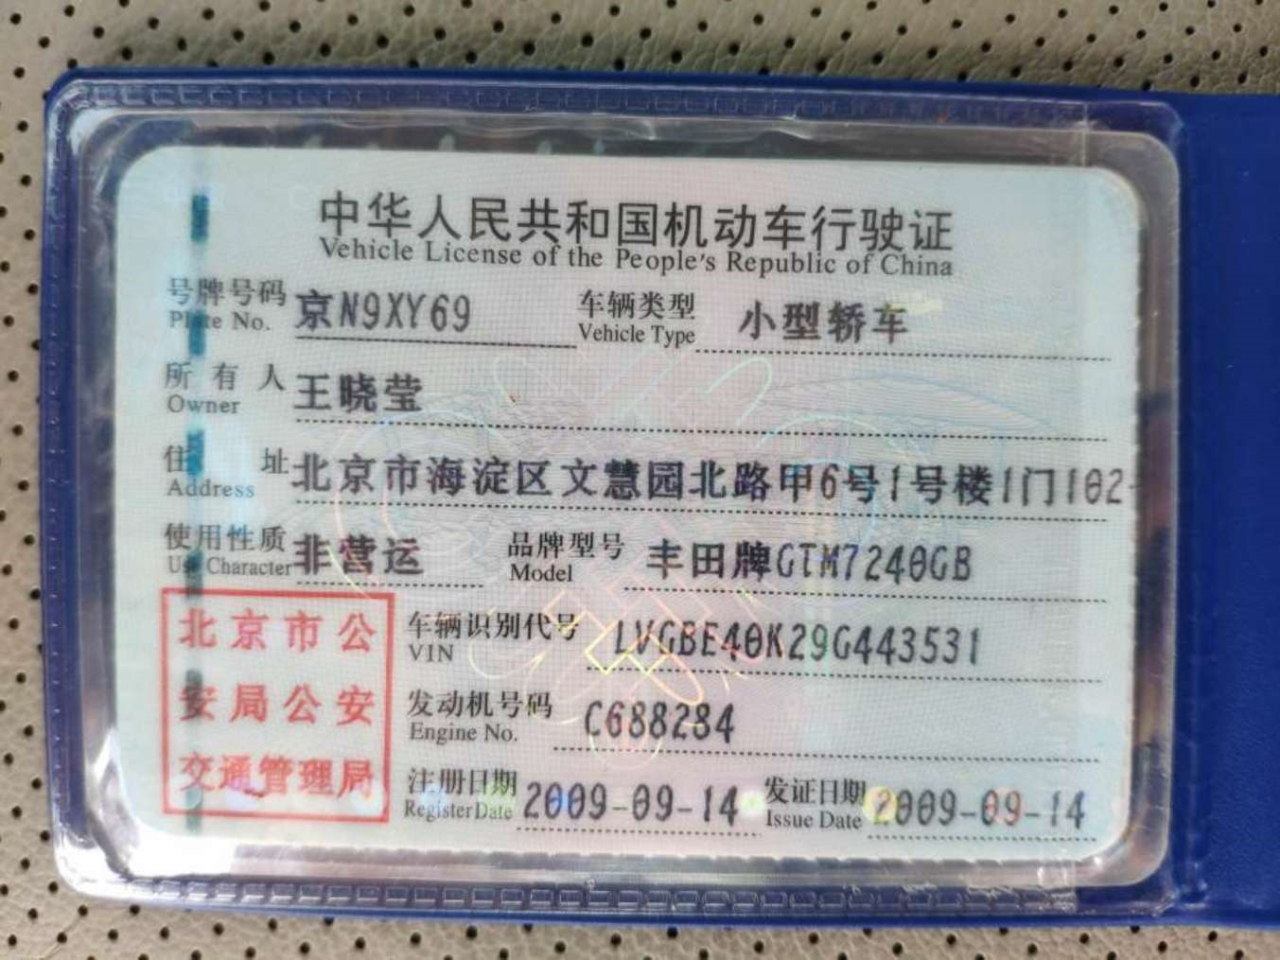 中华人民共和国机动车行驶证
Vehicle License of the People's Republic of China
号牌号码 京N9XY69 车辆类型 小型轿车
Plate No. Vehicle Type
所有人 王晓莹
Owner
住址 北京市海淀区文慧园北路甲6号1号楼1门102
Address
使用性质 非营运 品牌型号 丰田牌GTM7240GB
Use Character Model
车辆识别代号 LVGBE40K29G443531
VIN
发动机号码 C688284
Engine No.
注册日期 2009-09-14 发证日期 2009-09-14
Register Date Issue Date
北京市公
安局公安
交通管理局